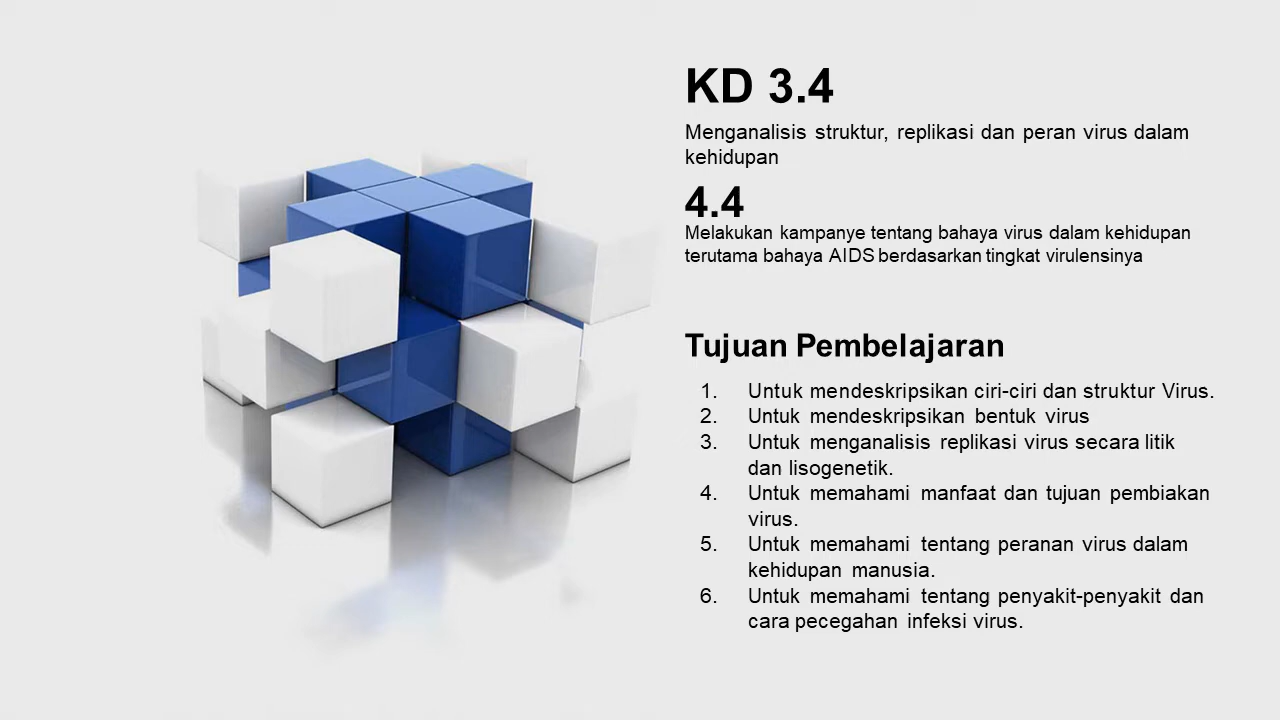 KD 3.4
Menganalisis struktur, replikasi dan peran virus dalam
kehidupan
4.4
Melakukan kampanye tentang bahaya virus dalam kehidupan
terutama bahaya AIDS berdasarkan tingkat virulensinya
Tujuan Pembelajaran
1. Untuk mendeskripsikan ciri-ciri dan struktur Virus.
2. Untuk mendeskripsikan bentuk virus
3. Untuk menganalisis replikasi virus secara litik
dan lisogenetik.
4. Untuk memahami manfaat dan tujuan pembiakan
virus.
5. Untuk memahami tentang peranan virus dalam
kehidupan manusia.
6. Untuk memahami tentang penyakit-penyakit dan
cara pecegahan infeksi virus.